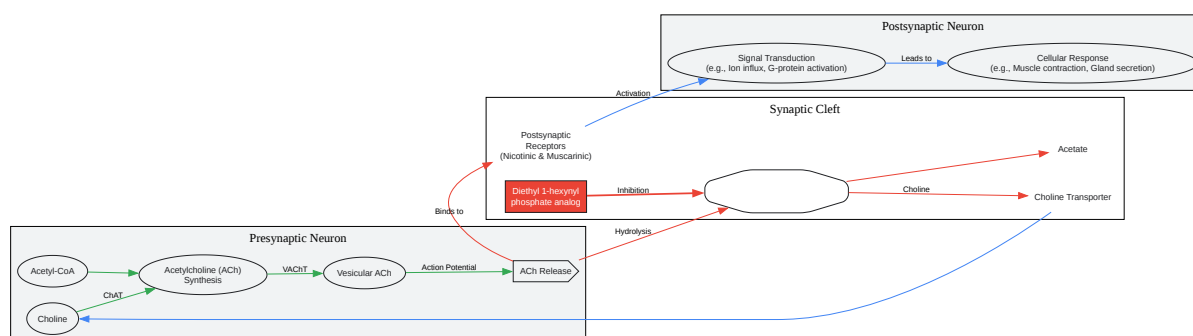 Postsynaptic Neuron
Signal Transduction
(e.g., Ion influx, G-protein activation)
Leads to
Cellular Response
(e.g., Muscle contraction, Gland secretion)
Activation
Synaptic Cleft
Postsynaptic
Receptors
(Nicotinic & Muscarinic)
Acetate
Diethyl 1-hexynyl
phosphate analog
Inhibition
Choline
Choline Transporter
Binds to
Hydrolysis
Presynaptic Neuron
Acetyl-CoA
Acetylcholine (ACh)
Synthesis
VAChT
Vesicular ACh
Action Potential
ACh Release
ChAT
Choline